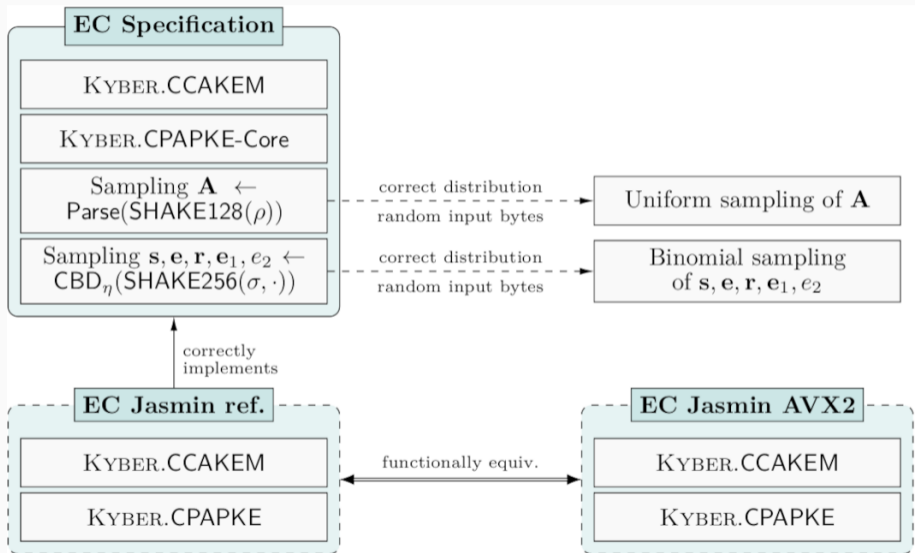 EC Specification
KYBER.CCAKEM
KYBER.CPAPKE-Core
Sampling A ←
Parse(SHAKE128(ρ))
correct distribution
random input bytes
Uniform sampling of A
Sampling s, e, r, e₁, e₂ ←
CBDη(SHAKE256(σ, ·))
correct distribution
random input bytes
Binomial sampling
of s, e, r, e₁, e₂
correctly
implements
EC Jasmin ref.
KYBER.CCAKEM
KYBER.CPAPKE
functionally equiv.
EC Jasmin AVX2
KYBER.CCAKEM
KYBER.CPAPKE